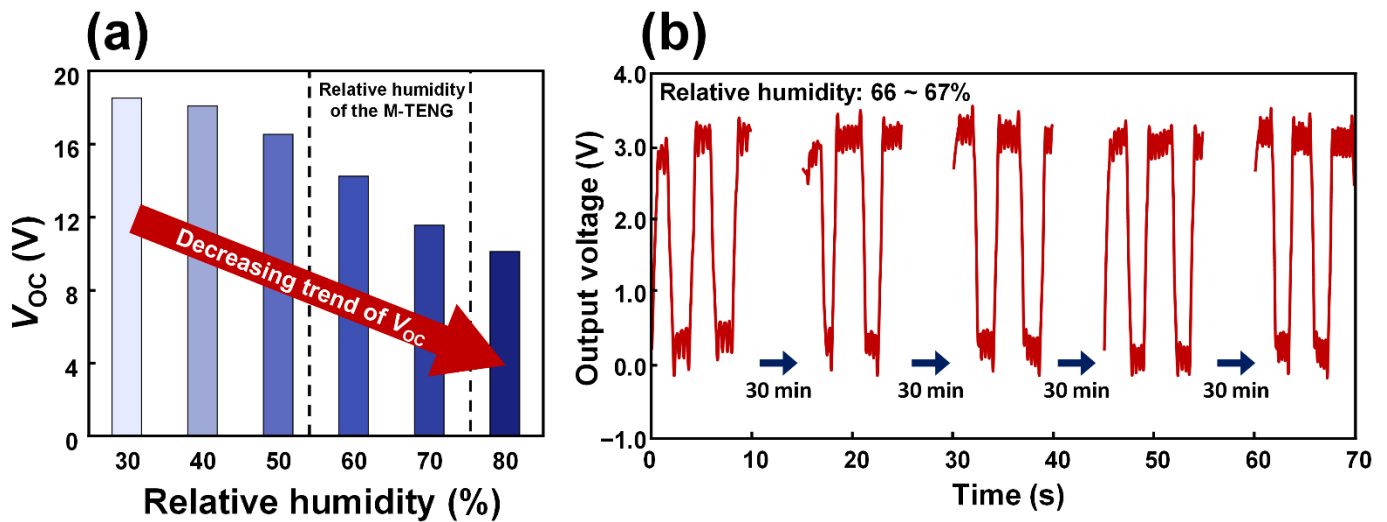 (a)
20
16
12
8
4
0
V_OC (V)
Relative humidity
of the M-TENG
Decreasing trend of V_OC
30 40 50 60 70 80
Relative humidity (%)
(b)
4.0
3.0
2.0
1.0
0.0
−1.0
Output voltage (V)
Relative humidity: 66 ~ 67%
30 min 30 min 30 min 30 min
0 10 20 30 40 50 60 70
Time (s)